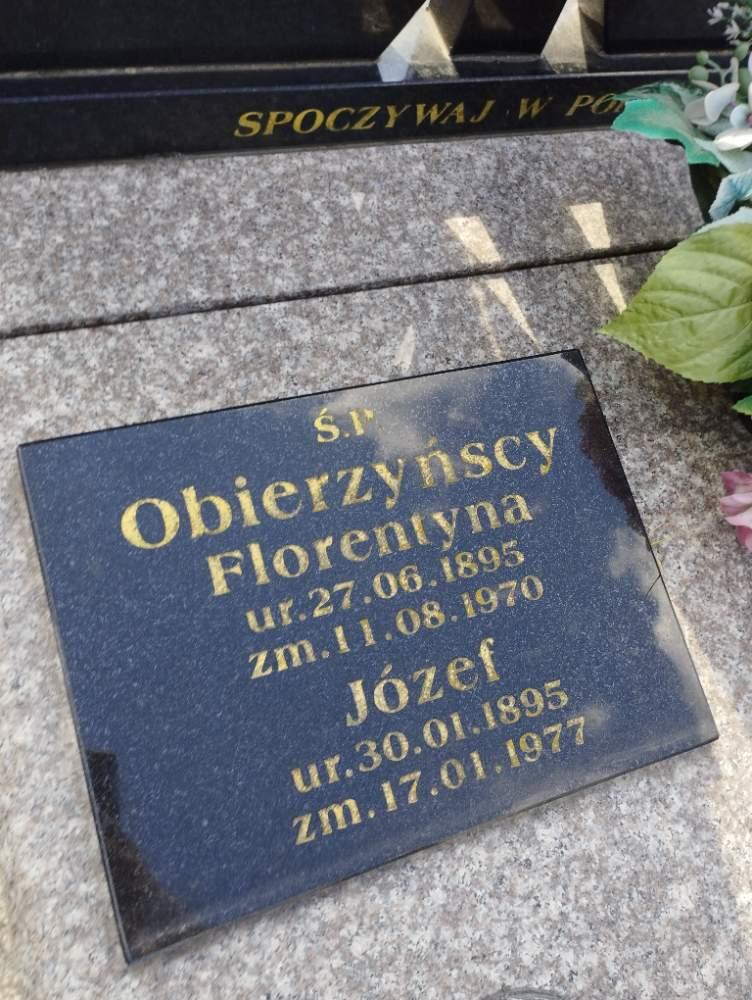 SPOCZYWAJ W
Ś.P.
Obierzyńscy
Florentyna
ur.27.06.1895
zm.11.08.1970
Józef
ur.30.01.1895
zm.17.01.1977